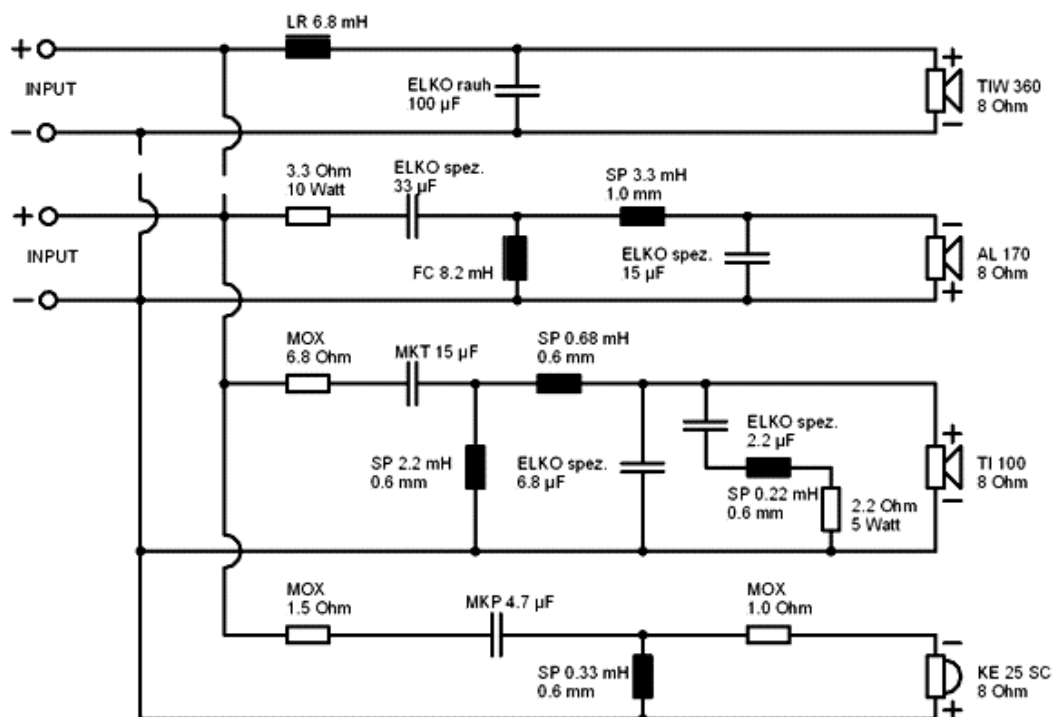 LR 6.8 mH
+
INPUT
−
ELKO rauh
100 µF
+
TIW 360
8 Ohm
−
3.3 Ohm
10 Watt
ELKO spez.
33 µF
SP 3.3 mH
1.0 mm
+
INPUT
−
FC 8.2 mH
ELKO spez.
15 µF
−
AL 170
8 Ohm
+
MOX
6.8 Ohm
MKT 15 µF
SP 0.68 mH
0.6 mm
SP 2.2 mH
0.6 mm
ELKO spez.
6.8 µF
ELKO spez.
2.2 µF
SP 0.22 mH
0.6 mm
2.2 Ohm
5 Watt
+
TI 100
8 Ohm
−
MOX
1.5 Ohm
MKP 4.7 µF
MOX
1.0 Ohm
SP 0.33 mH
0.6 mm
−
KE 25 SC
8 Ohm
+